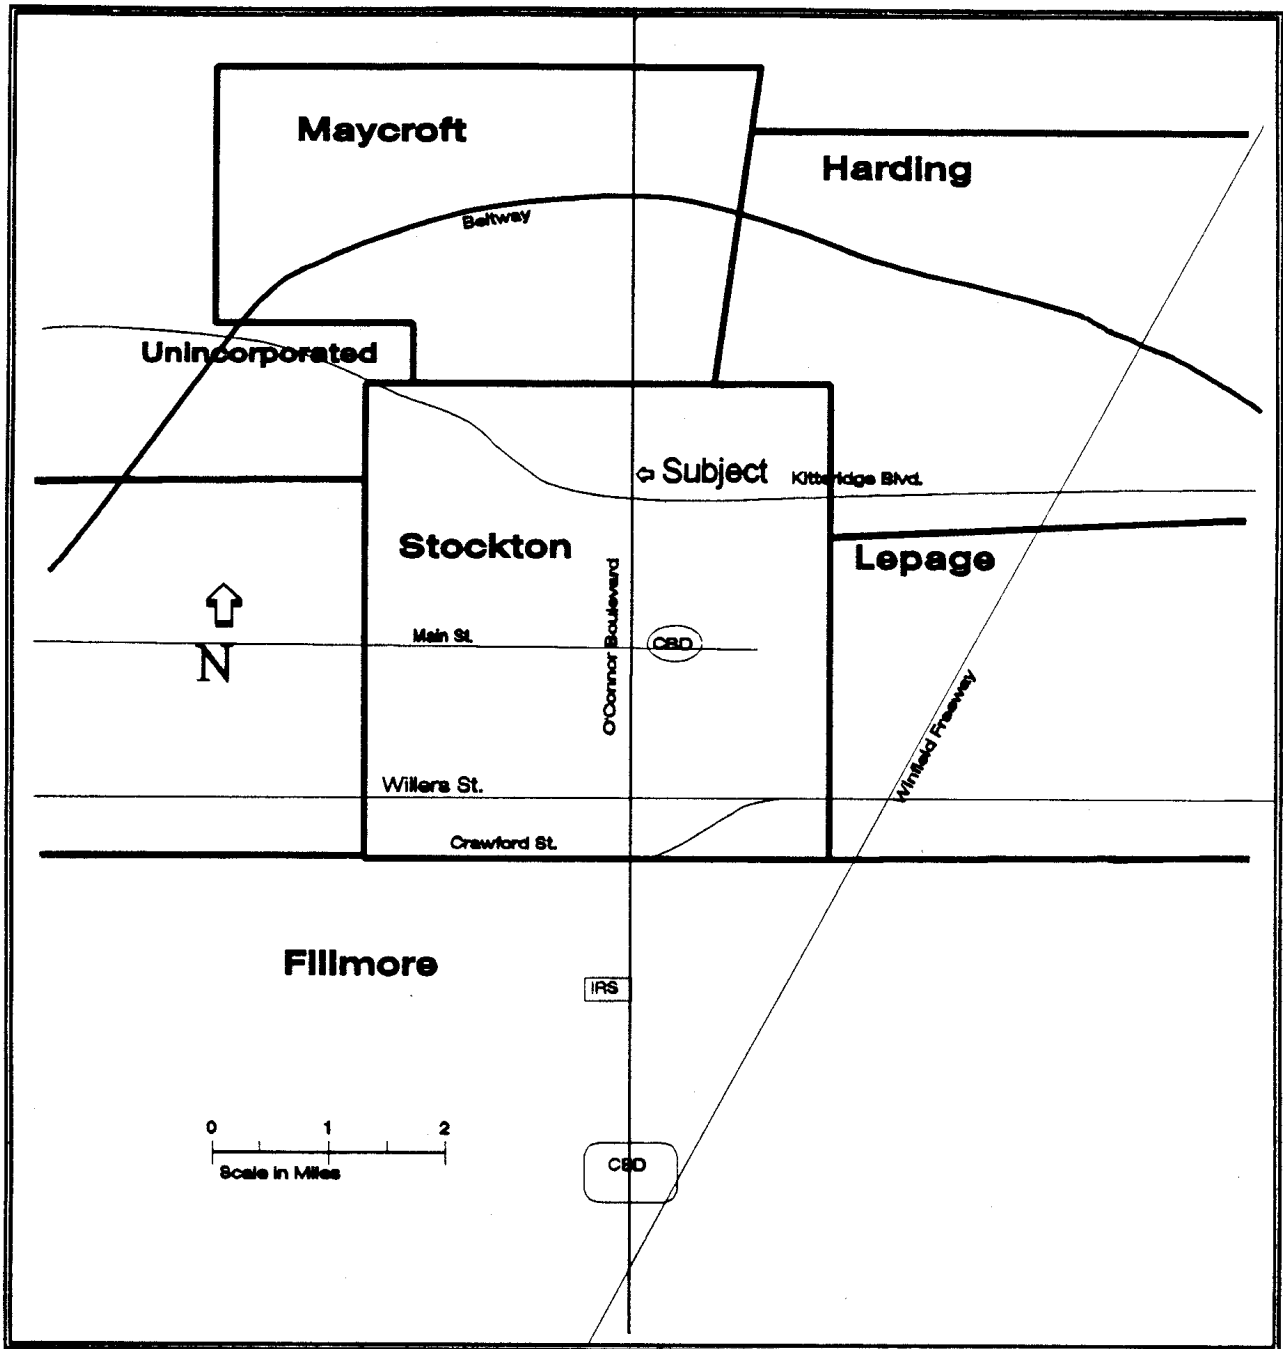 Maycroft
Harding
Beltway
Unincorporated
Subject
Kitteridge Blvd.
Stockton
Lepage
O'Connor Boulevard
Main St.
CBD
N
Winfield Freeway
Willers St.
Crawford St.
Fillmore
IRS
0 1 2
Scale in Miles
CBD